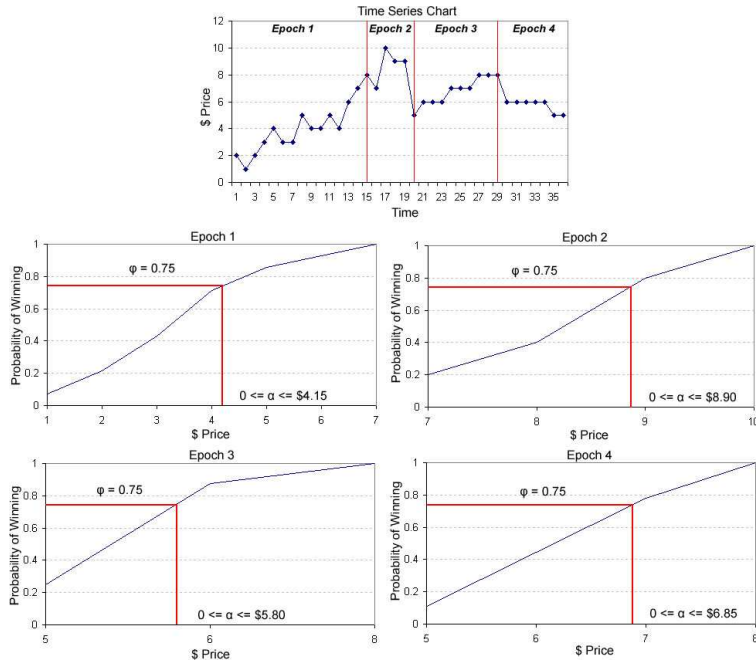 Time Series Chart
Epoch 1 Epoch 2 Epoch 3 Epoch 4
$ Price
12
10
8
6
4
2
0
1 3 5 7 9 11 13 15 17 19 21 23 25 27 29 31 33 35
Time
Epoch 1
Probability of Winning
1
0.8
0.6
0.4
0.2
0
φ = 0.75
0 <= α <= $4.15
1 2 3 4 5 7
$ Price
Epoch 2
Probability of Winning
1
0.8
0.6
0.4
0.2
0
φ = 0.75
0 <= α <= $8.90
7 8 9 10
$ Price
Epoch 3
Probability of Winning
1
0.8
0.6
0.4
0.2
0
φ = 0.75
0 <= α <= $5.80
5 6 8
$ Price
Epoch 4
Probability of Winning
1
0.8
0.6
0.4
0.2
0
φ = 0.75
0 <= α <= $6.85
5 6 7 8
$ Price